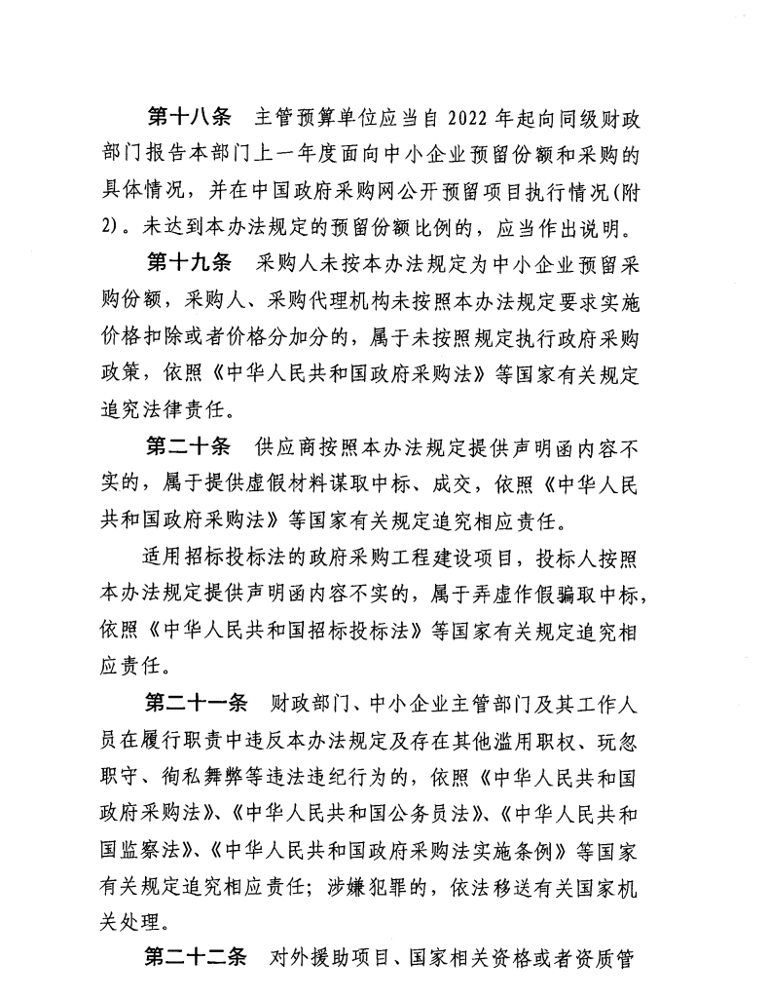 第十八条 主管预算单位应当自 2022 年起向同级财政
部门报告本部门上一年度面向中小企业预留份额和采购的
具体情况，并在中国政府采购网公开预留项目执行情况(附
2)。未达到本办法规定的预留份额比例的，应当作出说明。
第十九条 采购人未按本办法规定为中小企业预留采
购份额，采购人、采购代理机构未按照本办法规定要求实施
价格扣除或者价格分加分的，属于未按照规定执行政府采购
政策，依照《中华人民共和国政府采购法》等国家有关规定
追究法律责任。
第二十条 供应商按照本办法规定提供声明函内容不
实的，属于提供虚假材料谋取中标、成交，依照《中华人民
共和国政府采购法》等国家有关规定追究相应责任。
适用招标投标法的政府采购工程建设项目，投标人按照
本办法规定提供声明函内容不实的，属于弄虚作假骗取中标，
依照《中华人民共和国招标投标法》等国家有关规定追究相
应责任。
第二十一条 财政部门、中小企业主管部门及其工作人
员在履行职责中违反本办法规定及存在其他滥用职权、玩忽
职守、徇私舞弊等违法违纪行为的，依照《中华人民共和国
政府采购法》、《中华人民共和国公务员法》、《中华人民共和
国监察法》、《中华人民共和国政府采购法实施条例》等国家
有关规定追究相应责任；涉嫌犯罪的，依法移送有关国家机
关处理。
第二十二条 对外援助项目、国家相关资格或者资质管